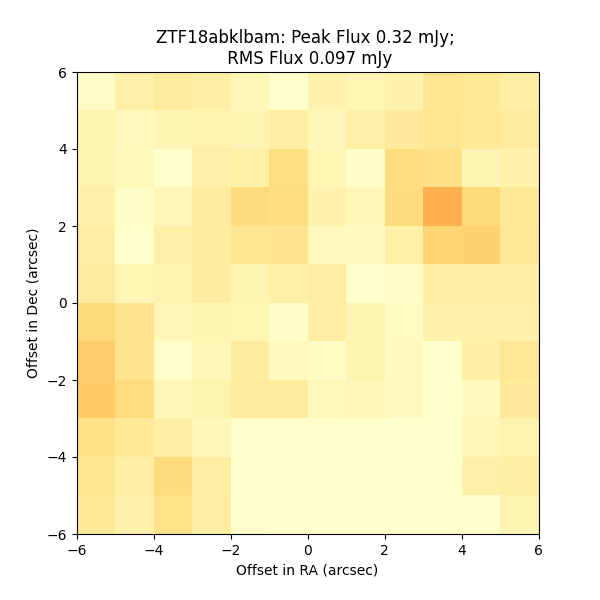 ZTF18abklbam: Peak Flux 0.32 mJy;
RMS Flux 0.097 mJy
6
4
2
0
−2
−4
−6
Offset in Dec (arcsec)
−6 −4 −2 0 2 4 6
Offset in RA (arcsec)